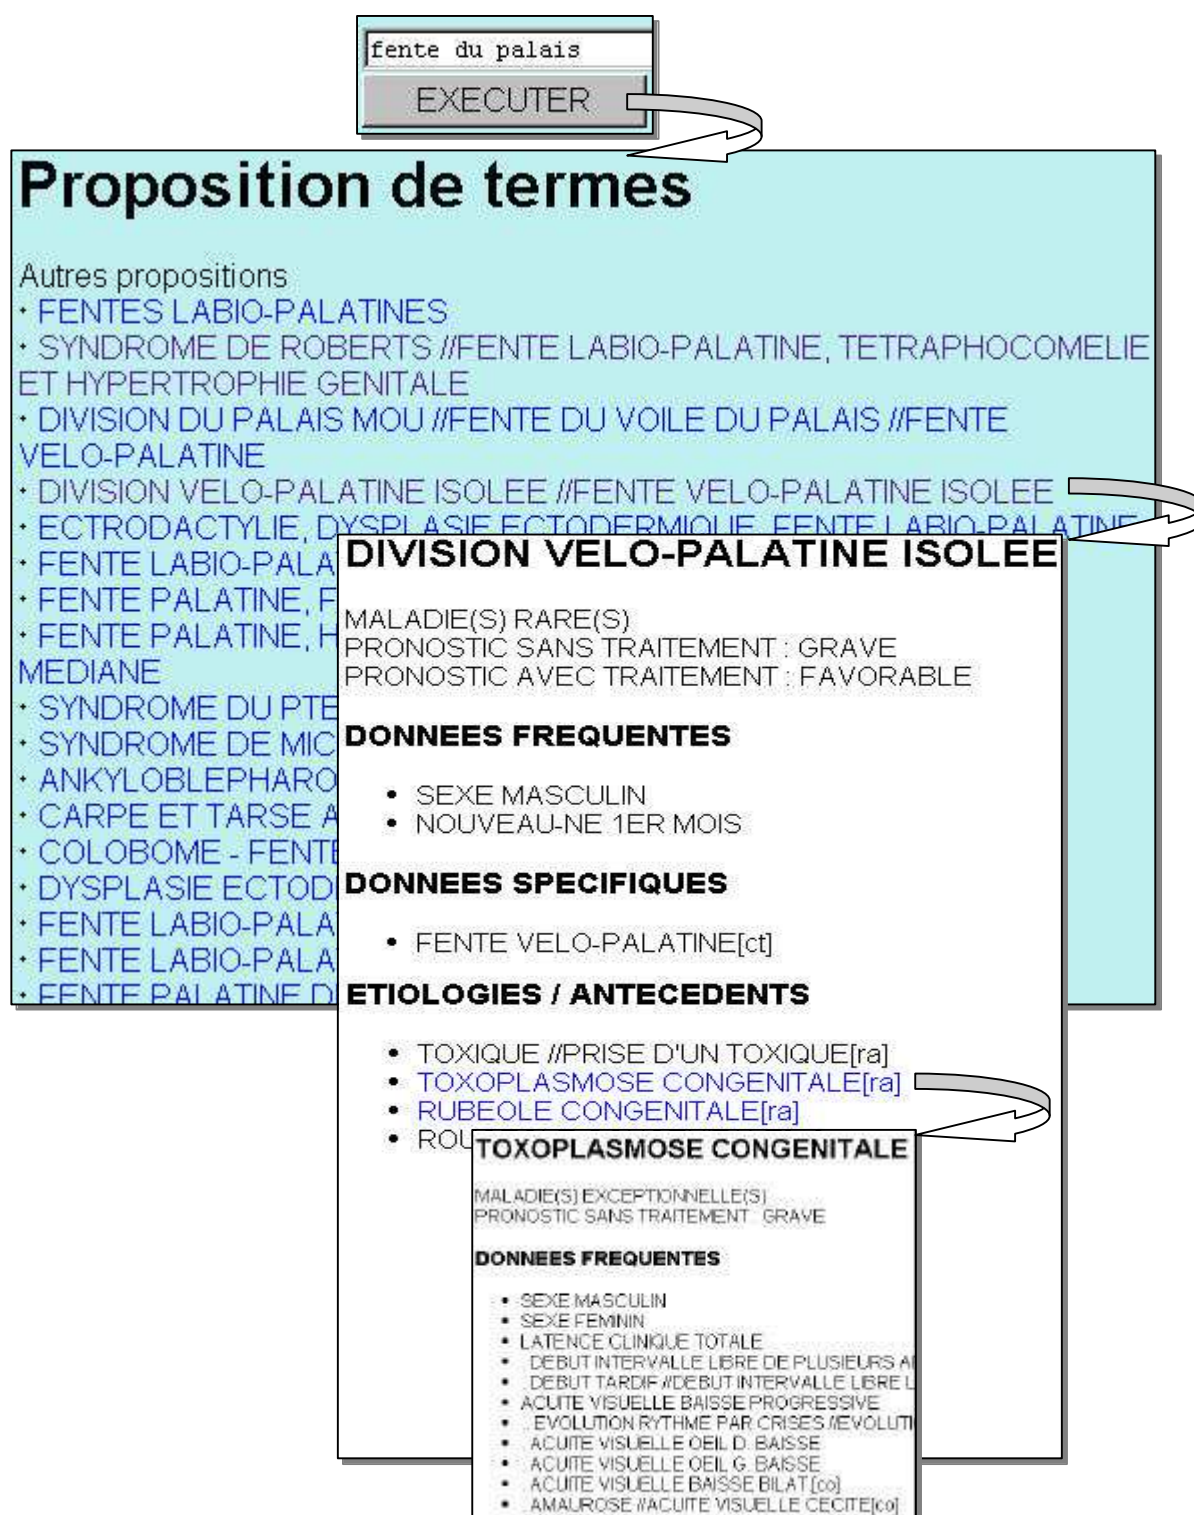 fente du palais
EXECUTER
Proposition de termes
Autres propositions
• FENTES LABIO-PALATINES
• SYNDROME DE ROBERTS //FENTE LABIO-PALATINE, TETRAPHOCOMELIE
ET HYPERTROPHIE GENITALE
• DIVISION DU PALAIS MOU //FENTE DU VOILE DU PALAIS //FENTE
VELO-PALATINE
• DIVISION VELO-PALATINE ISOLEE //FENTE VELO-PALATINE ISOLEE
• ECTRODACTYLIE, DYSPLASIE ECTODERMIQUE, FENTE LABIO-PALATINE
• FENTE LABIO-PALA
• FENTE PALATINE, F
• FENTE PALATINE, H
MEDIANE
• SYNDROME DU PTE
• SYNDROME DE MIC
• ANKYLOBLEPHARO
• CARPE ET TARSE A
• COLOBOME - FENTE
• DYSPLASIE ECTOD
• FENTE LABIO-PALA
• FENTE LABIO-PALA
• FENTE PALATINE D
DIVISION VELO-PALATINE ISOLEE
MALADIE(S) RARE(S)
PRONOSTIC SANS TRAITEMENT : GRAVE
PRONOSTIC AVEC TRAITEMENT : FAVORABLE
DONNEES FREQUENTES
• SEXE MASCULIN
• NOUVEAU-NE 1ER MOIS
DONNEES SPECIFIQUES
• FENTE VELO-PALATINE[ct]
ETIOLOGIES / ANTECEDENTS
• TOXIQUE //PRISE D'UN TOXIQUE[ra]
• TOXOPLASMOSE CONGENITALE[ra]
• RUBEOLE CONGENITALE[ra]
• ROU
TOXOPLASMOSE CONGENITALE
MALADIE(S) EXCEPTIONNELLE(S)
PRONOSTIC SANS TRAITEMENT : GRAVE
DONNEES FREQUENTES
• SEXE MASCULIN
• SEXE FEMININ
• LATENCE CLINIQUE TOTALE
• . DEBUT INTERVALLE LIBRE DE PLUSIEURS A
• . DEBUT TARDIF //DEBUT INTERVALLE LIBRE L
• ACUITE VISUELLE BAISSE PROGRESSIVE
• . EVOLUTION RYTHME PAR CRISES //EVOLUTI
• . ACUITE VISUELLE OEIL D. BAISSE
• . ACUITE VISUELLE OEIL G. BAISSE
• . ACUITE VISUELLE BAISSE BILAT.[co]
• . AMAUROSE //ACUITE VISUELLE CECITE[co]